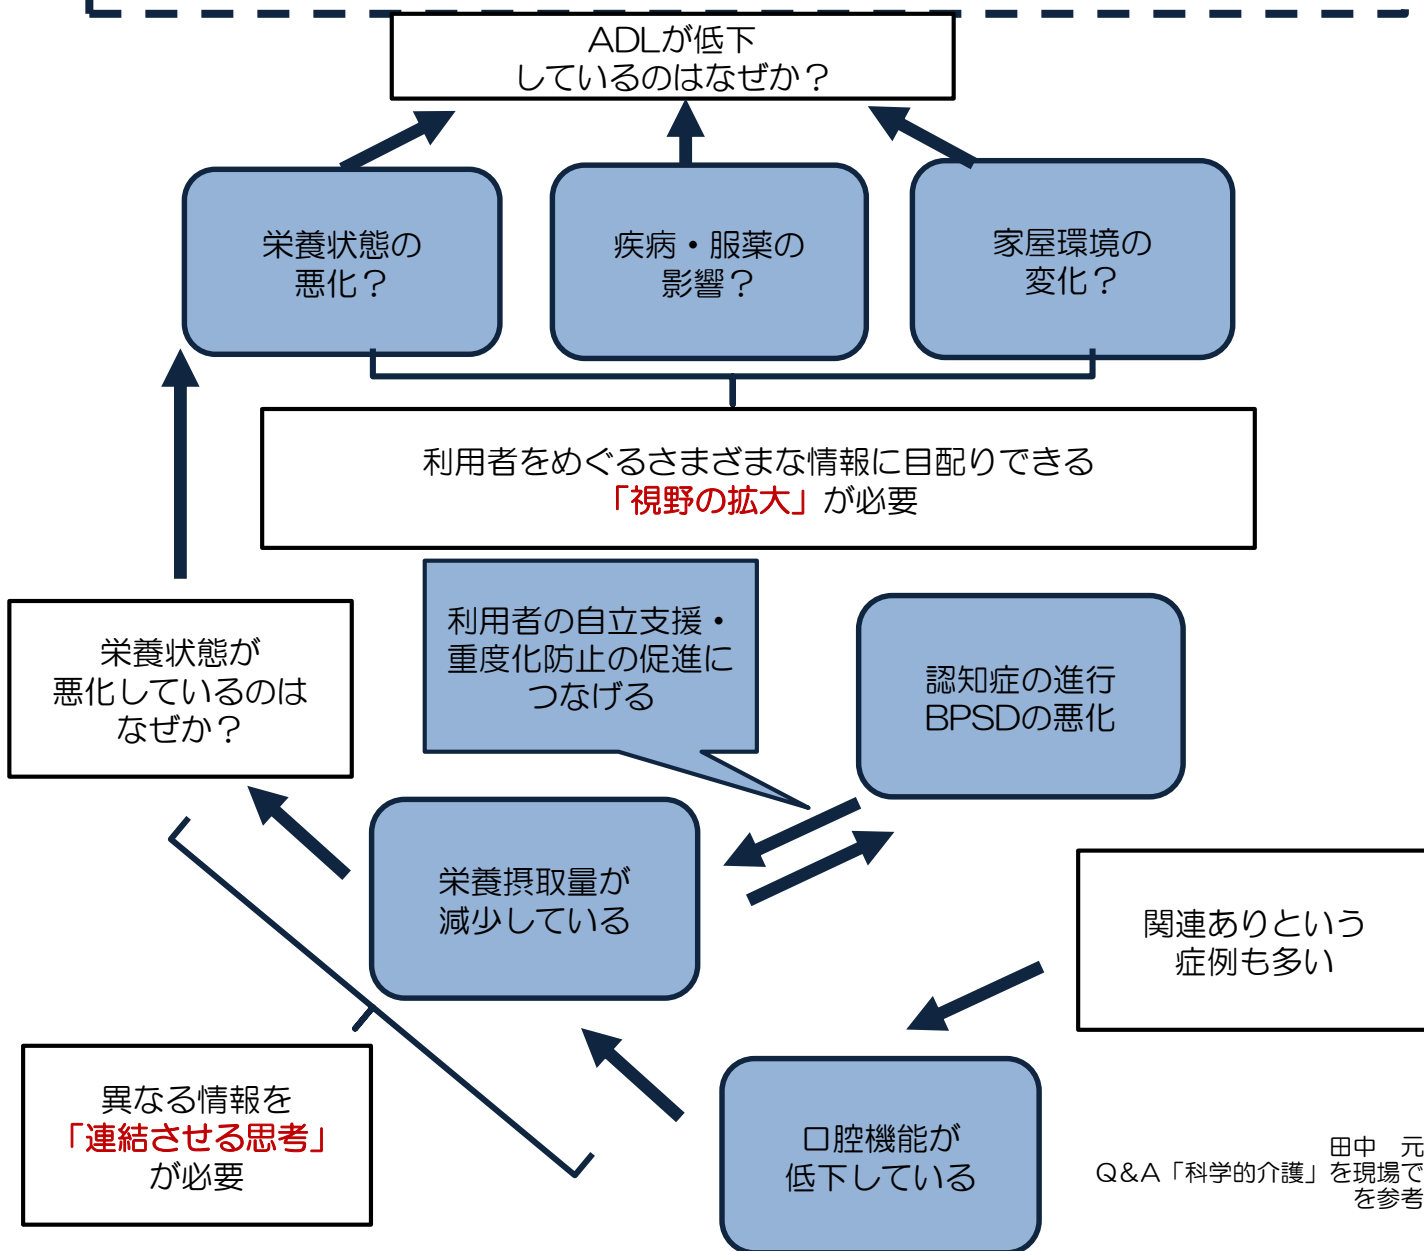 ADLが低下
しているのはなぜか？
栄養状態の
悪化？
疾病・服薬の
影響？
家屋環境の
変化？
利用者をめぐるさまざまな情報に目配りできる
「視野の拡大」が必要
利用者の自立支援・
重度化防止の促進に
つなげる
認知症の進行
BPSDの悪化
栄養状態が
悪化しているのは
なぜか？
栄養摂取量が
減少している
関連ありという
症例も多い
異なる情報を
「連結させる思考」
が必要
口腔機能が
低下している
田中　元
Q&A「科学的介護」を現場で
を参考